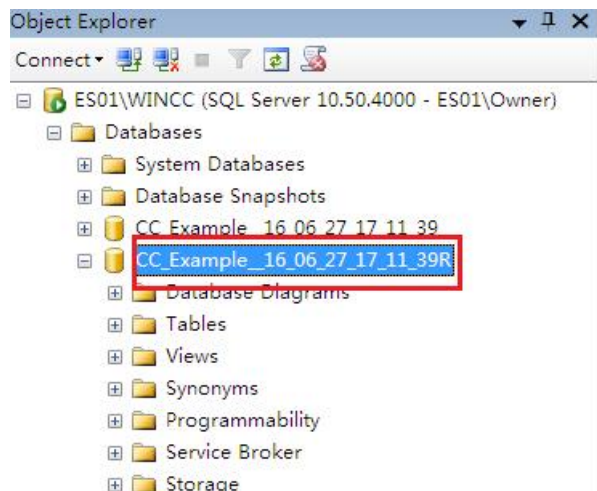 Object Explorer
Connect
ES01\WINCC (SQL Server 10.50.4000 - ES01\Owner)
Databases
System Databases
Database Snapshots
CC_Example__16_06_27_17_11_39
CC_Example__16_06_27_17_11_39R
Database Diagrams
Tables
Views
Synonyms
Programmability
Service Broker
Storage